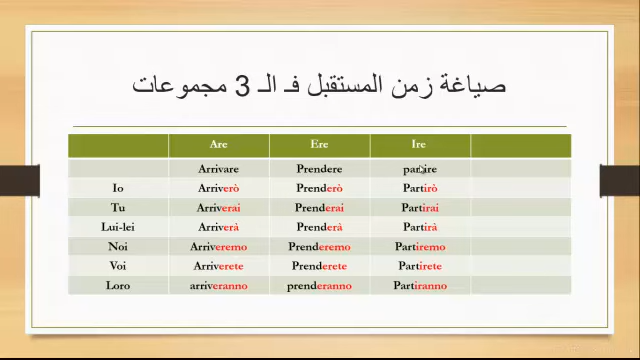 صياغة زمن المستقبل فـ الـ 3 مجموعات
Are Ere Ire
Arrivare Prendere partire
Io Arriverò Prenderò Partirò
Tu Arriverai Prenderai Partirai
Lui-lei Arriverà Prenderà Partirà
Noi Arriveremo Prenderemo Partiremo
Voi Arriverete Prenderete Partirete
Loro arriveranno prenderanno Partiranno